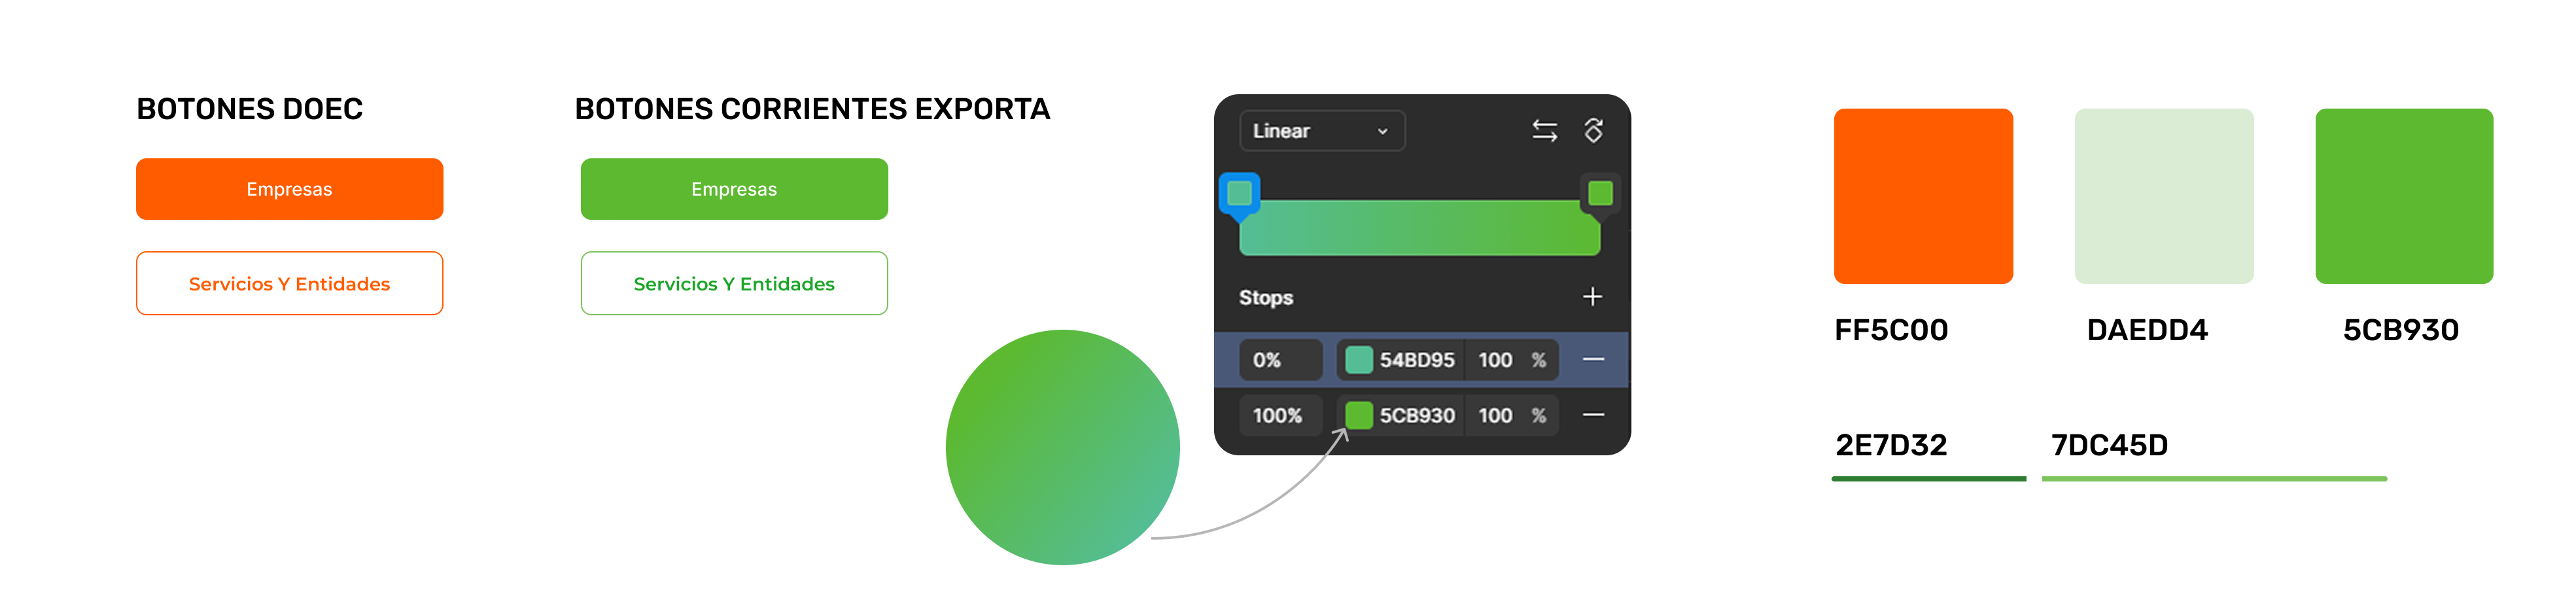 BOTONES DOEC
Empresas
Servicios Y Entidades
BOTONES CORRIENTES EXPORTA
Empresas
Servicios Y Entidades
Linear
Stops
0% 54BD95 100 %
100% 5CB930 100 %
FF5C00
DAEDD4
5CB930
2E7D32
7DC45D